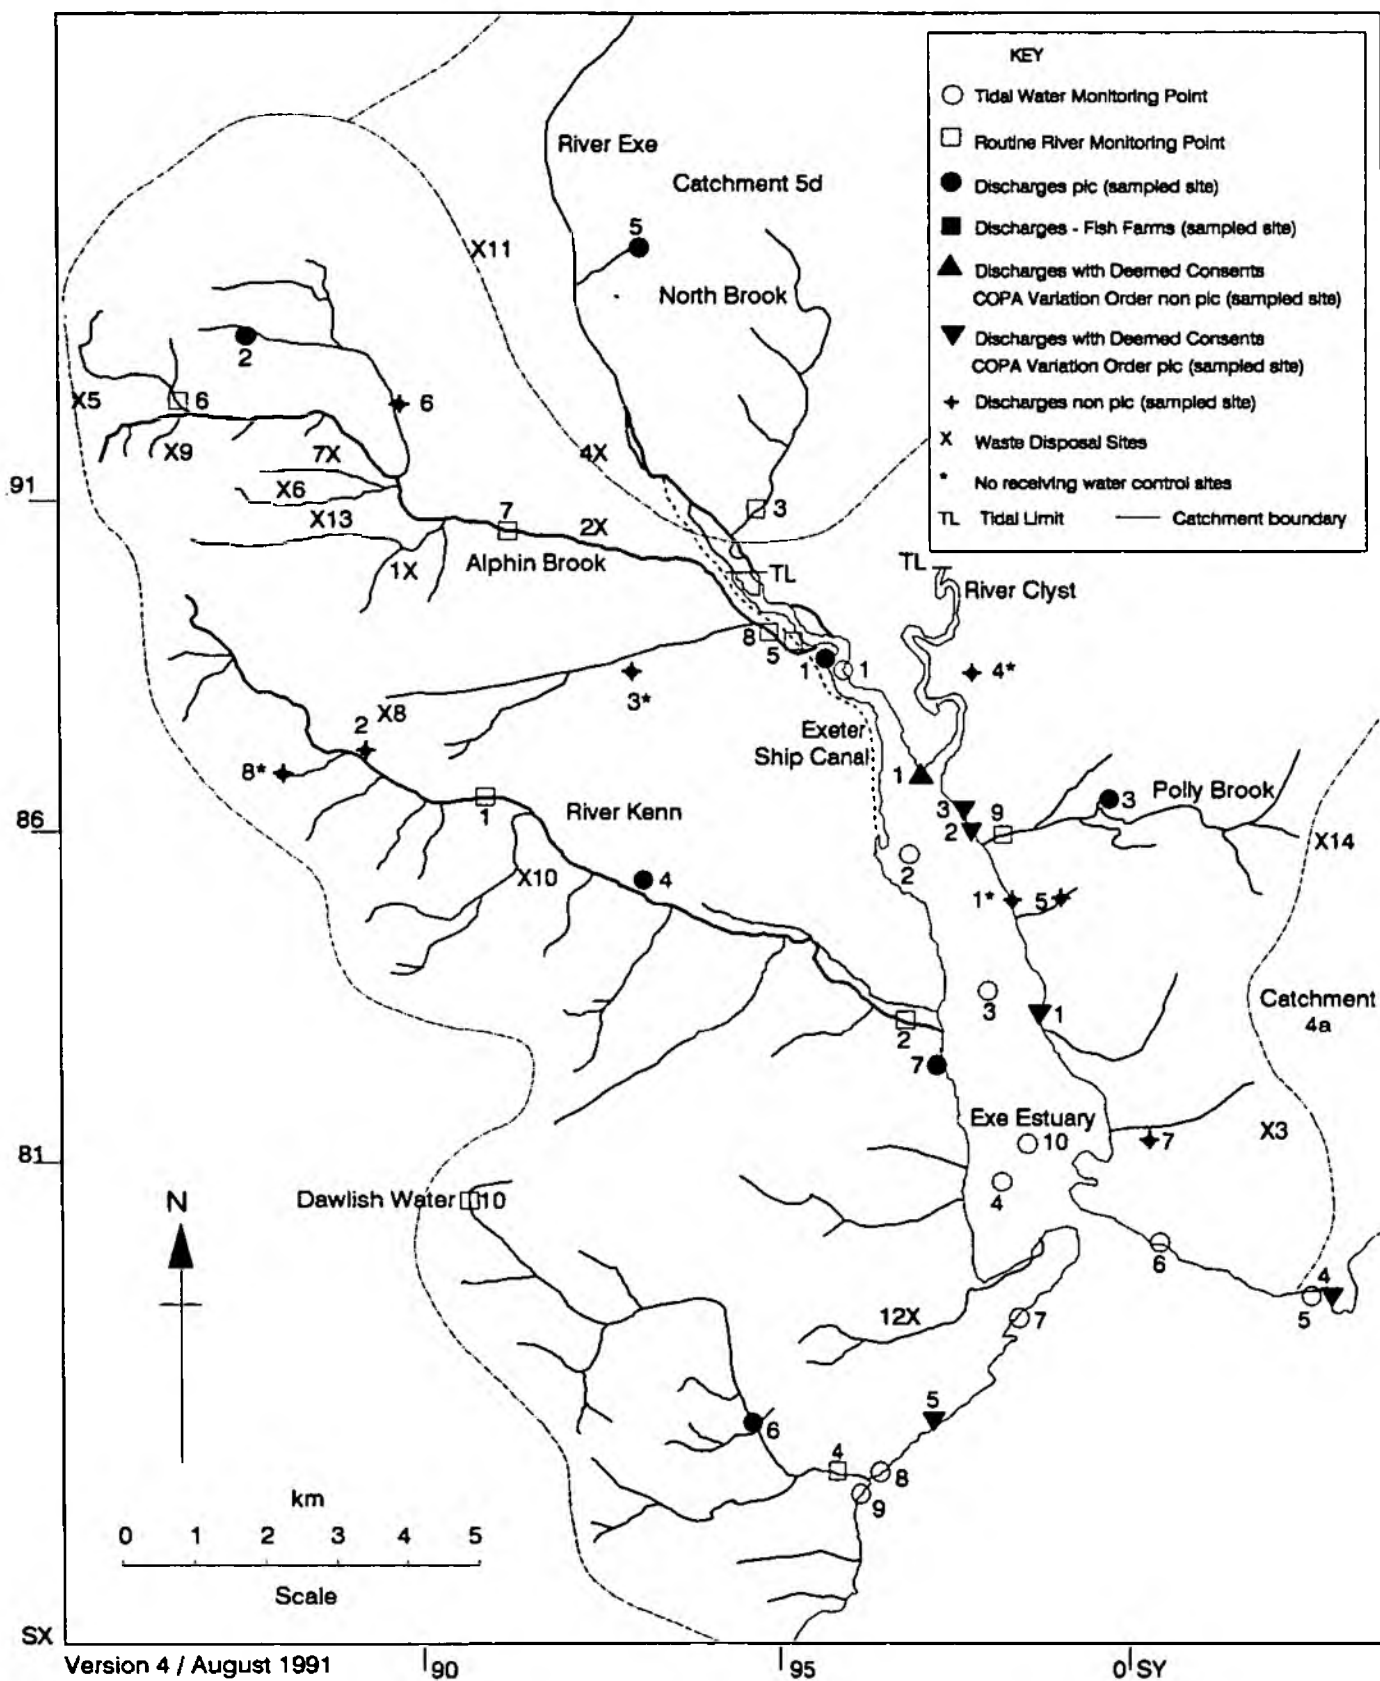 KEY
Tidal Water Monitoring Point
Routine River Monitoring Point
Discharges plc (sampled site)
Discharges - Fish Farms (sampled site)
Discharges with Deemed Consents
COPA Variation Order non plc (sampled site)
Discharges with Deemed Consents
COPA Variation Order plc (sampled site)
Discharges non plc (sampled site)
X Waste Disposal Sites
* No receiving water control sites
TL Tidal Limit Catchment boundary
River Exe
Catchment 5d
5
X11
North Brook
2
X5
6
6
X9
7X
4X
91
X6
3
X13
7
2X
Alphin Brook
1X
TL
TL
River Clyst
8
5
1
1
4*
3*
X8
2
Exeter
Ship Canal
8*
1
3
Polly Brook
1
River Kenn
3
9
86
2
X14
2
X10
4
1*
5
3
1
Catchment
4a
2
7
Exe Estuary
10
7
X3
81
N
Dawlish Water
10
4
6
4
5
12X
7
5
6
4
8
9
km
0 1 2 3 4 5
Scale
SX
Version 4 / August 1991
90
95
0 SY